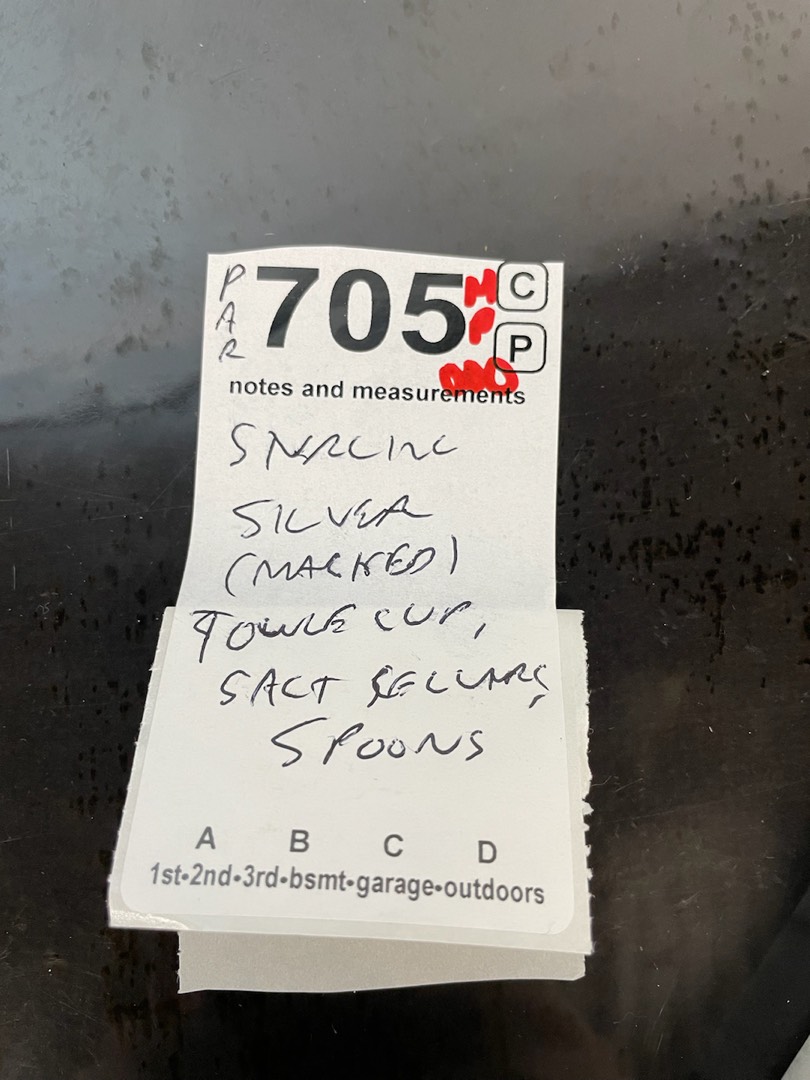 PAR 705 M C
P P
notes and measurements
STERLING
SILVER
(MARKED)
TOWLE CUP,
SALT CELLARS,
SPOONS
A B C D
1st•2nd•3rd•bsmt•garage•outdoors